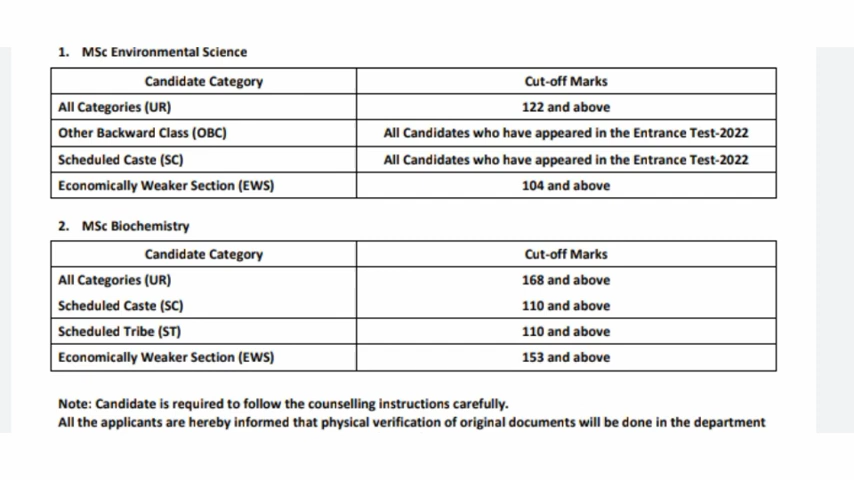 1. MSc Environmental Science
Candidate Category Cut-off Marks
All Categories (UR) 122 and above
Other Backward Class (OBC) All Candidates who have appeared in the Entrance Test-2022
Scheduled Caste (SC) All Candidates who have appeared in the Entrance Test-2022
Economically Weaker Section (EWS) 104 and above
2. MSc Biochemistry
Candidate Category Cut-off Marks
All Categories (UR) 168 and above
Scheduled Caste (SC) 110 and above
Scheduled Tribe (ST) 110 and above
Economically Weaker Section (EWS) 153 and above
Note: Candidate is required to follow the counselling instructions carefully.
All the applicants are hereby informed that physical verification of original documents will be done in the department